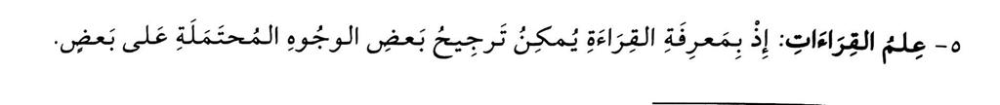 ٥- عِلمُ القِرَاءَاتِ: إِذْ بِمَعرِفَةِ القِرَاءَةِ يُمكِنُ تَرجِيحُ بَعضِ الوجُوهِ المُحتَمَلَةِ عَلى بَعضٍ.